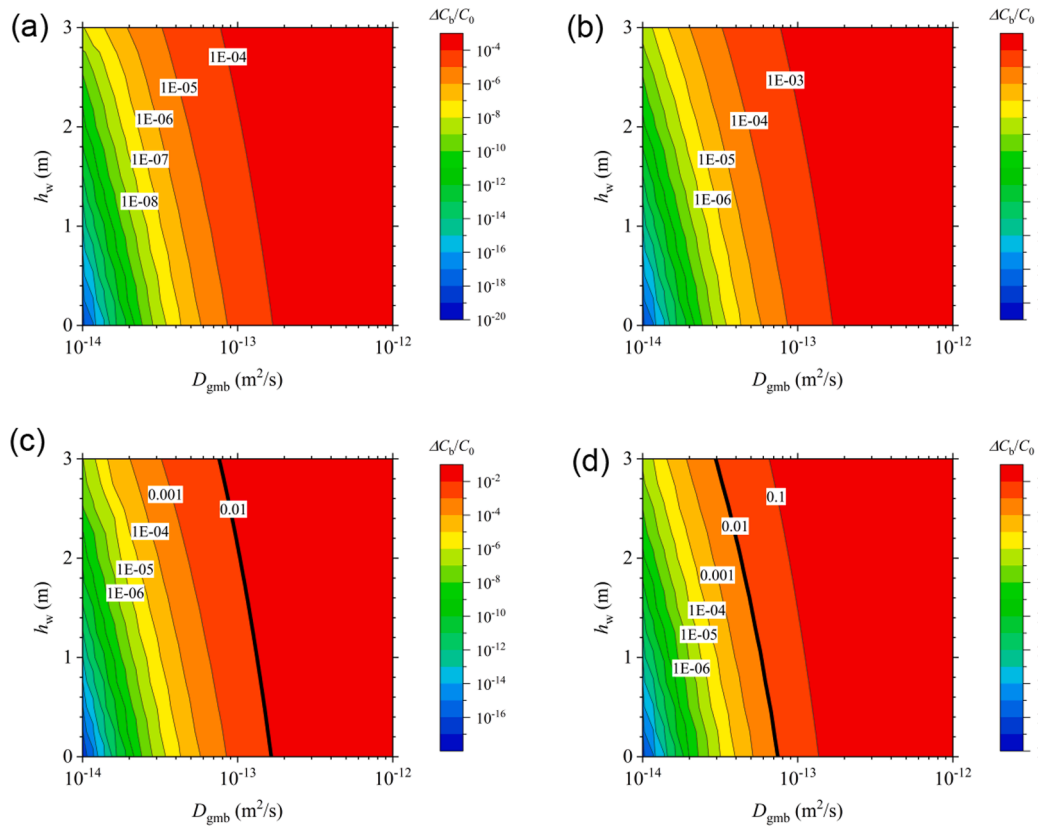 (a)
ΔC_b/C_0
3
2
1
0
h_w (m)
1E-04
1E-05
1E-06
1E-07
1E-08
10^-14
10^-13
10^-12
D_gmb (m^2/s)
10^-4
10^-6
10^-8
10^-10
10^-12
10^-14
10^-16
10^-18
10^-20
(b)
ΔC_b/C_0
3
2
1
0
h_w (m)
1E-03
1E-04
1E-05
1E-06
10^-14
10^-13
10^-12
D_gmb (m^2/s)
(c)
ΔC_b/C_0
3
2
1
0
h_w (m)
0.001
0.01
1E-04
1E-05
1E-06
10^-14
10^-13
10^-12
D_gmb (m^2/s)
10^-2
10^-4
10^-6
10^-8
10^-10
10^-12
10^-14
10^-16
(d)
ΔC_b/C_0
3
2
1
0
h_w (m)
0.1
0.01
0.001
1E-04
1E-05
1E-06
10^-14
10^-13
10^-12
D_gmb (m^2/s)